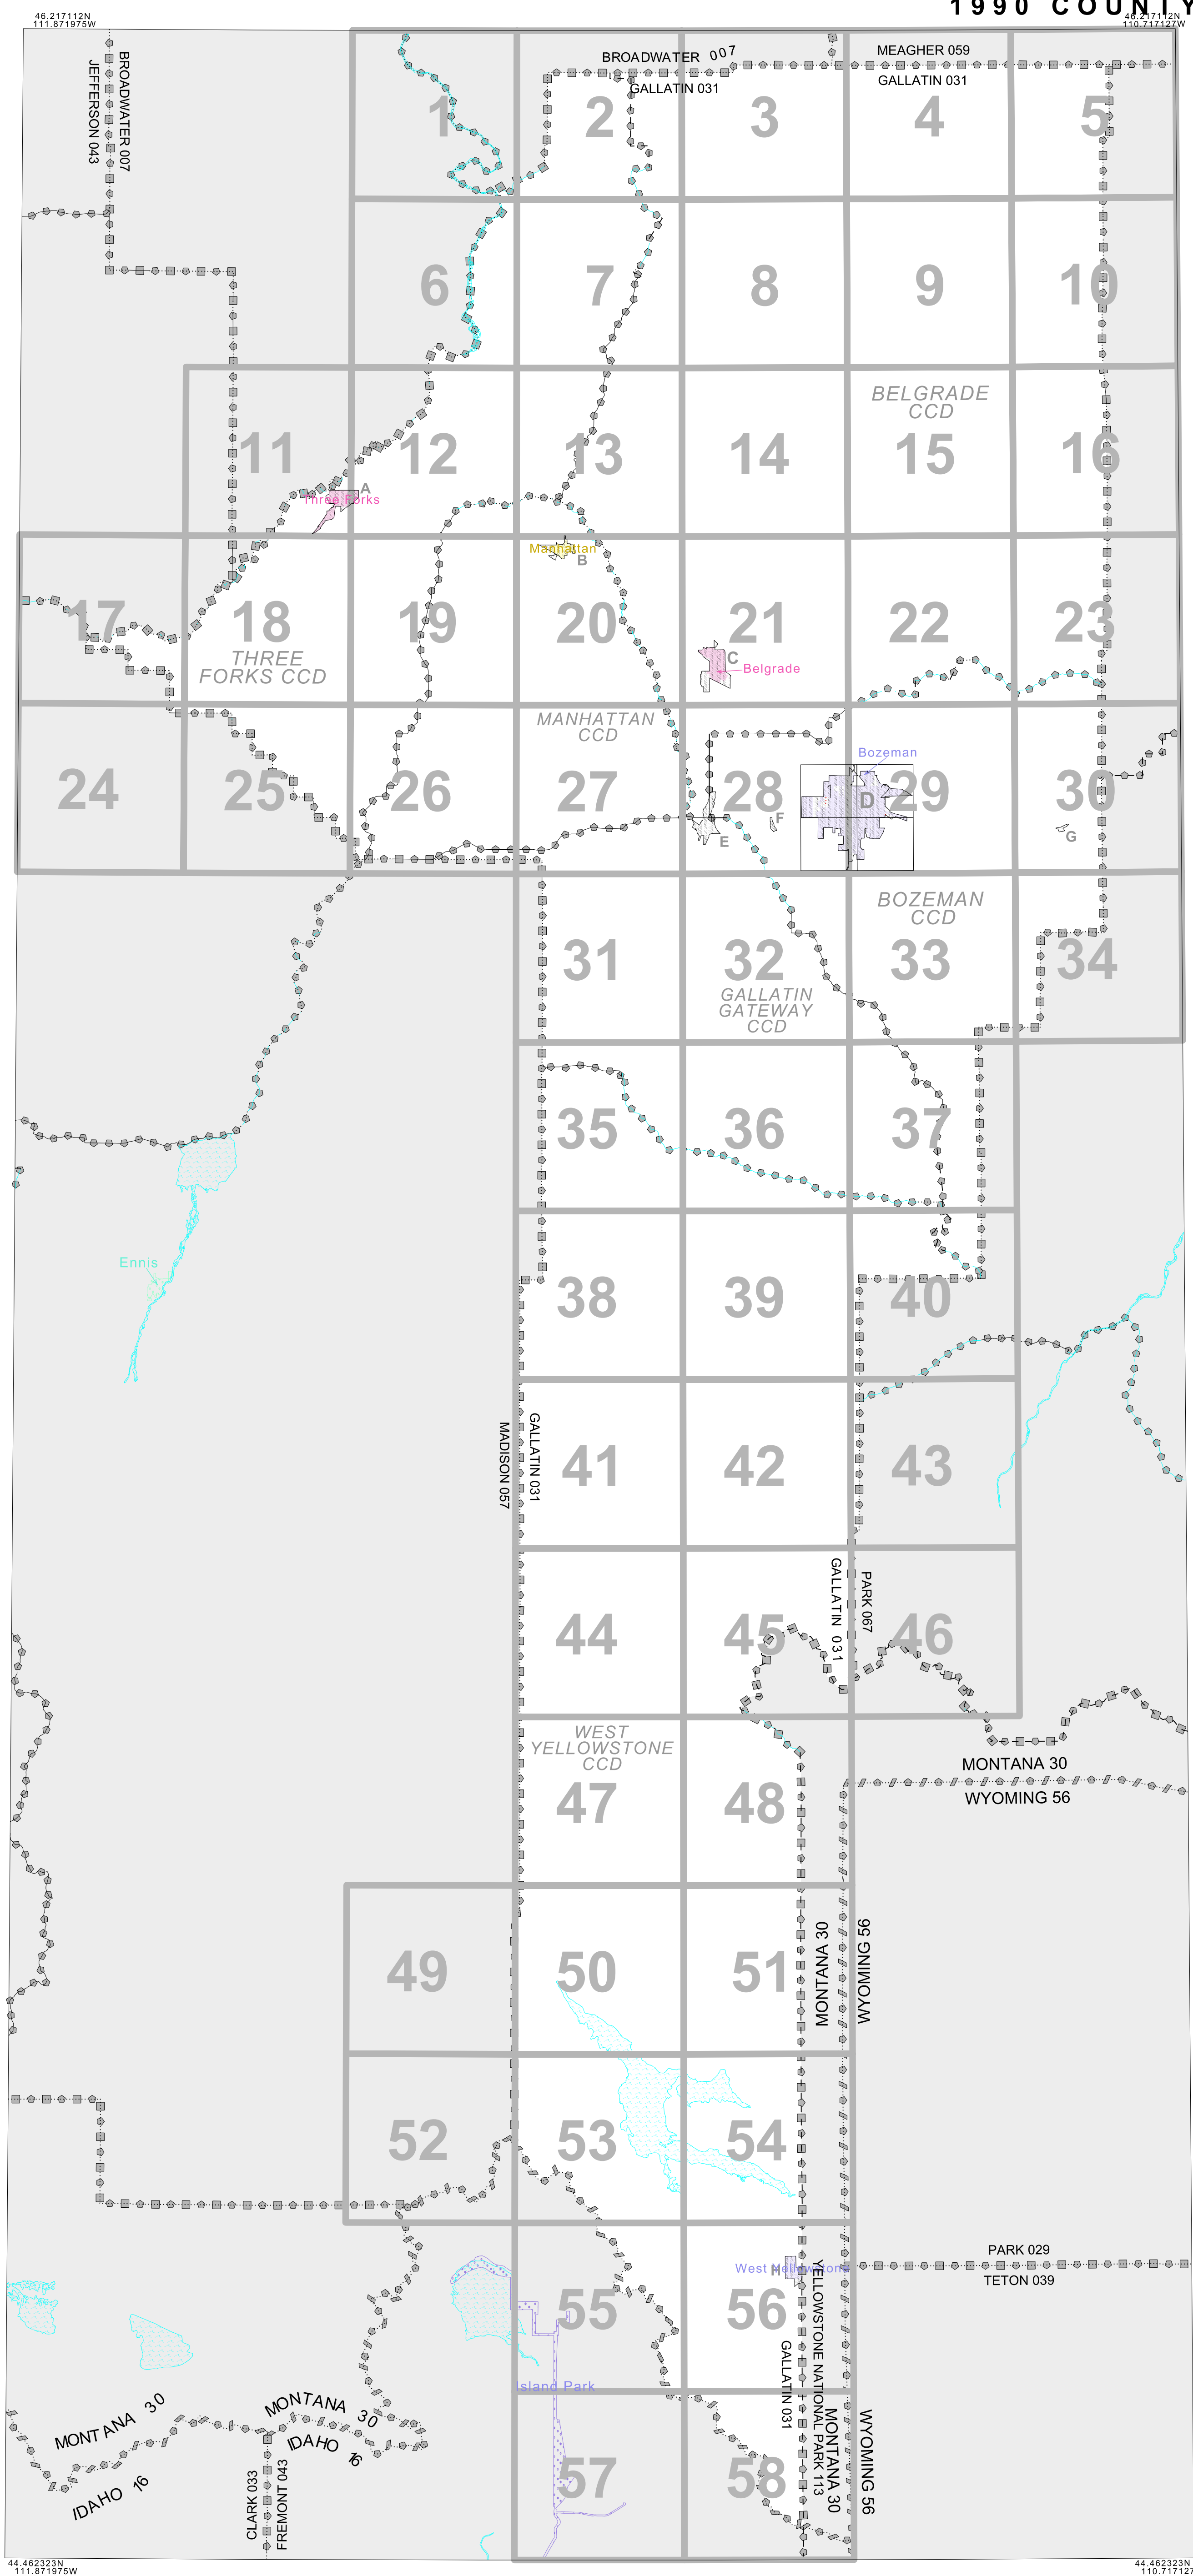 1990 COUNTY
46.217112N
111.871975W
46.217112N
110.717127W
BROADWATER 007
JEFFERSON 043
BROADWATER 007
GALLATIN 031
MEAGHER 059
GALLATIN 031
1
2
3
4
5
6
7
8
9
10
BELGRADE
CCD
11
12
13
14
15
16
A
Three Forks
Manhattan
B
17
18
19
20
21
22
23
THREE
FORKS CCD
C
Belgrade
MANHATTAN
CCD
Bozeman
24
25
26
27
28
29
30
D
E
F
G
BOZEMAN
CCD
31
32
33
34
GALLATIN
GATEWAY
CCD
35
36
37
Ennis
38
39
40
GALLATIN 031
MADISON 057
41
42
43
GALLATIN 031
PARK 067
44
45
46
WEST
YELLOWSTONE
CCD
MONTANA 30
WYOMING 56
47
48
MONTANA 30
WYOMING 56
49
50
51
52
53
54
PARK 029
TETON 039
West Yellowstone
H
55
56
Island Park
GALLATIN 031
YELLOWSTONE NATIONAL PARK 113
MONTANA 30
WYOMING 56
MONTANA 30
IDAHO 16
MONTANA 30
IDAHO 16
CLARK 033
FREMONT 043
57
58
44.462323N
111.871975W
44.462323N
110.717127